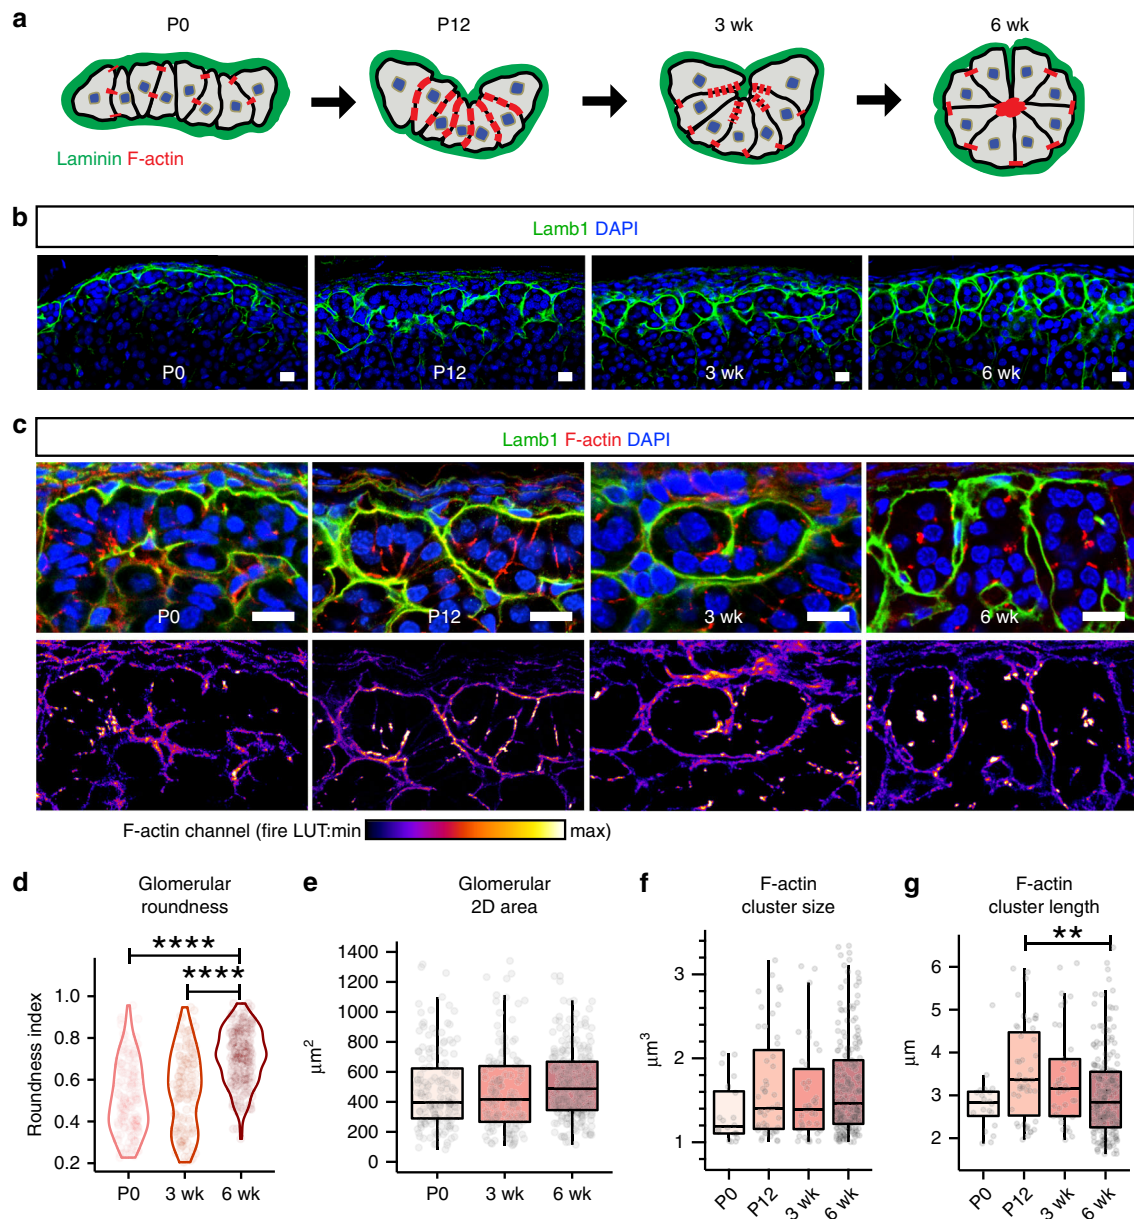 a
P0
P12
3 wk
6 wk
Laminin F-actin
b
Lamb1 DAPI
P0
P12
3 wk
6 wk
c
Lamb1 F-actin DAPI
P0
P12
3 wk
6 wk
F-actin channel (fire LUT:min
max)
d
Glomerular
roundness
****
****
Roundness index
1.0
0.8
0.6
0.4
0.2
P0
3 wk
6 wk
e
Glomerular
2D area
µm²
1400
1200
1000
800
600
400
200
0
P0
3 wk
6 wk
f
F-actin
cluster size
µm³
3
2
1
P0
P12
3 wk
6 wk
g
F-actin
cluster length
**
µm
6
5
4
3
2
P0
P12
3 wk
6 wk